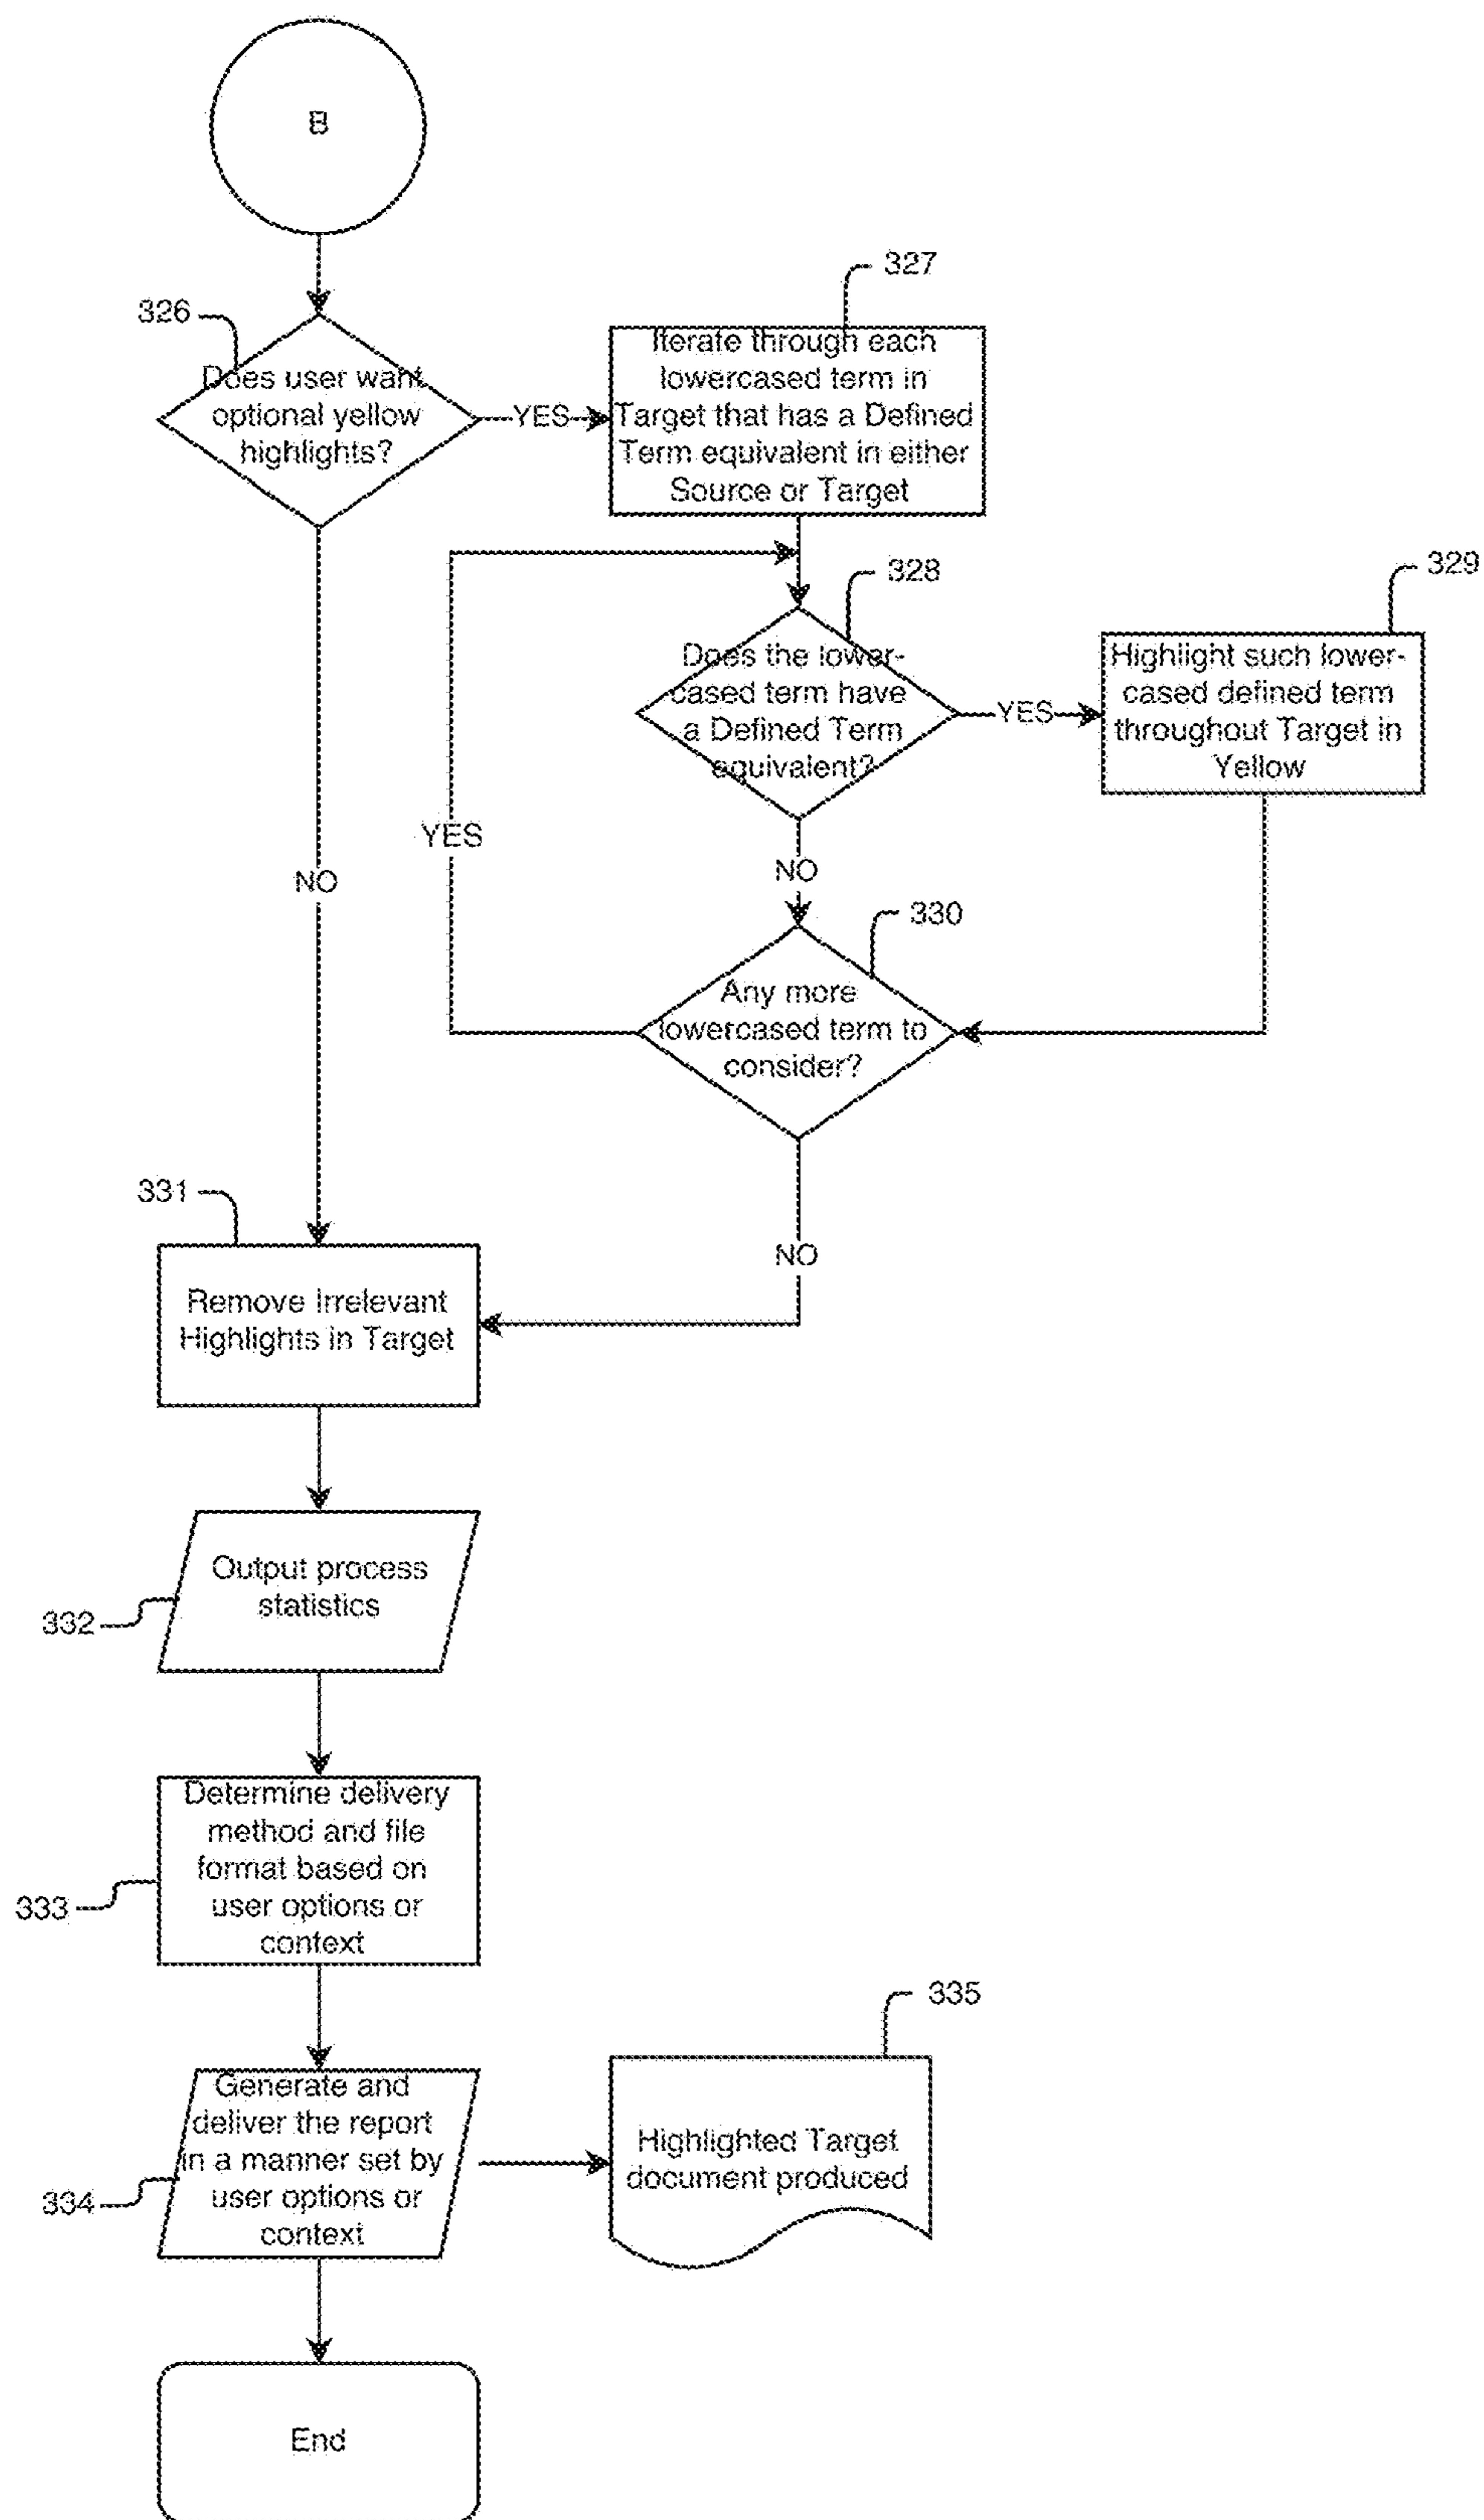 B
326
Does user want
optional yellow
highlights?
YES
327
Iterate through each
lowercased term in
Target that has a Defined
Term equivalent in either
Source or Target
328
Does the lower-
cased term have
a Defined Term
equivalent?
YES
329
Highlight such lower-
cased defined term
throughout Target in
Yellow
YES
NO
NO
330
Any more
lowercased term to
consider?
NO
331
Remove Irrelevant
Highlights in Target
332
Output process
statistics
333
Determine delivery
method and file
format based on
user options or
context
334
Generate and
deliver the report
in a manner set by
user options or
context
335
Highlighted Target
document produced
End